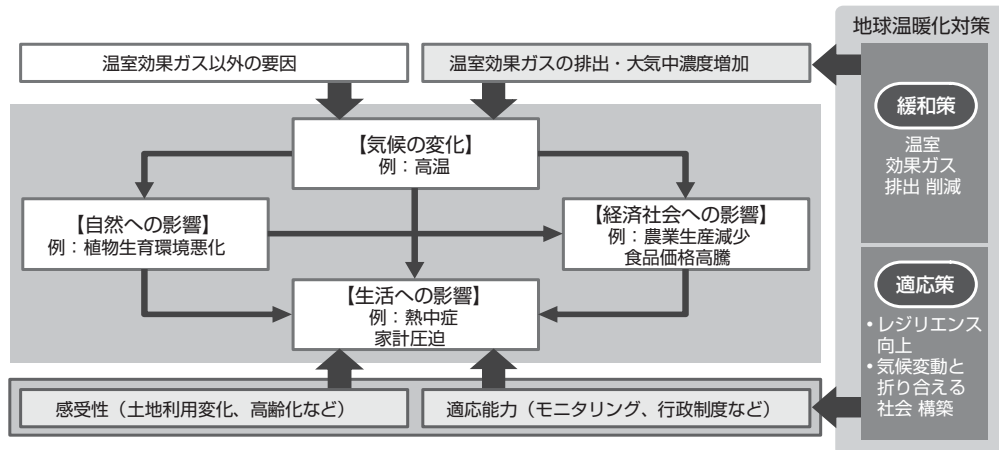 地球温暖化対策
温室効果ガス以外の要因
温室効果ガスの排出・大気中濃度増加
緩和策
温室
効果ガス
排出 削減
【気候の変化】
例：高温
【自然への影響】
例：植物生育環境悪化
【経済社会への影響】
例：農業生産減少
食品価格高騰
【生活への影響】
例：熱中症
家計圧迫
適応策
・レジリエンス
向上
・気候変動と
折り合える
社会 構築
感受性（土地利用変化、高齢化など）
適応能力（モニタリング、行政制度など）